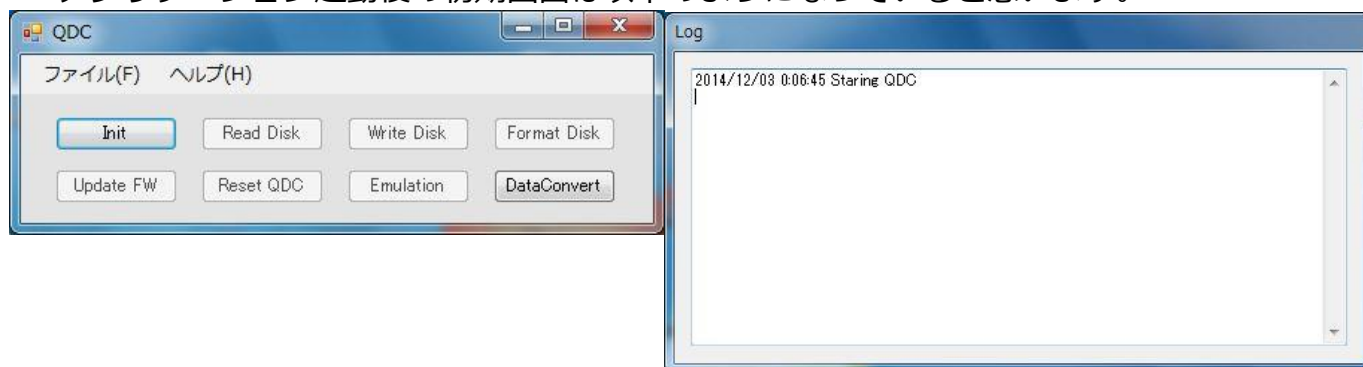 QDC
ファイル(F) ヘルプ(H)
Init Read Disk Write Disk Format Disk
Update FW Reset QDC Emulation DataConvert
Log
2014/12/03 0:06:45 Staring QDC